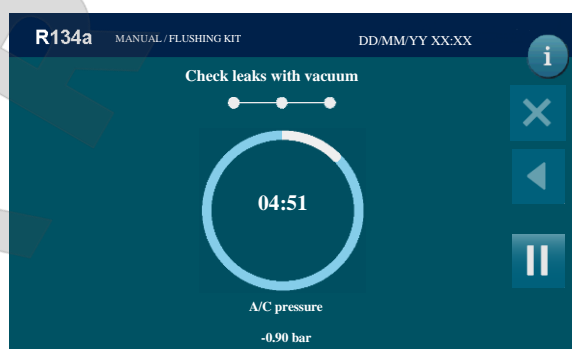 R134a MANUAL / FLUSHING KIT DD/MM/YY XX:XX
i
Check leaks with vacuum
04:51
A/C pressure
-0.90 bar